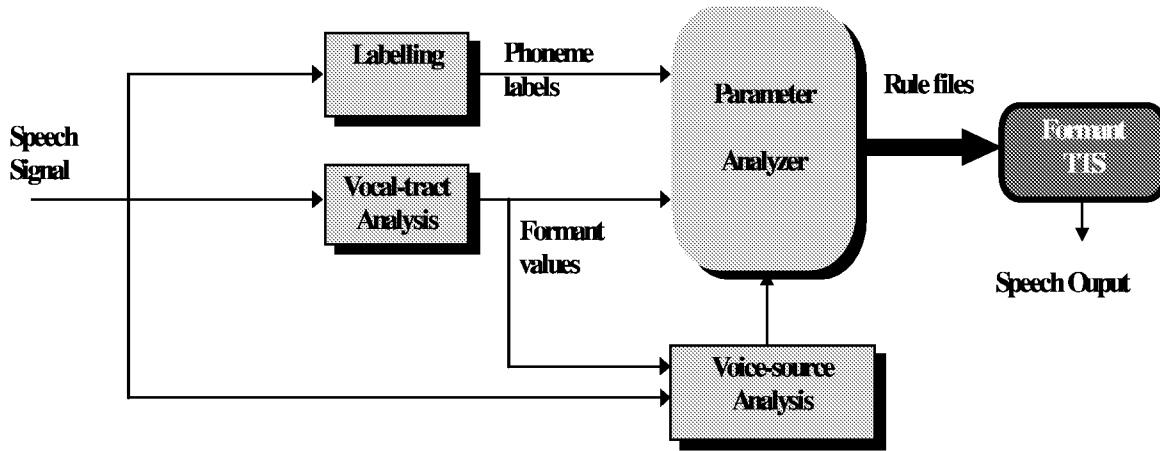 Labelling
Phoneme
labels
Parameter
Analyzer
Rule files
Formant
TTS
Speech
Signal
Vocal-tract
Analysis
Formant
values
Speech Ouput
Voice-source
Analysis